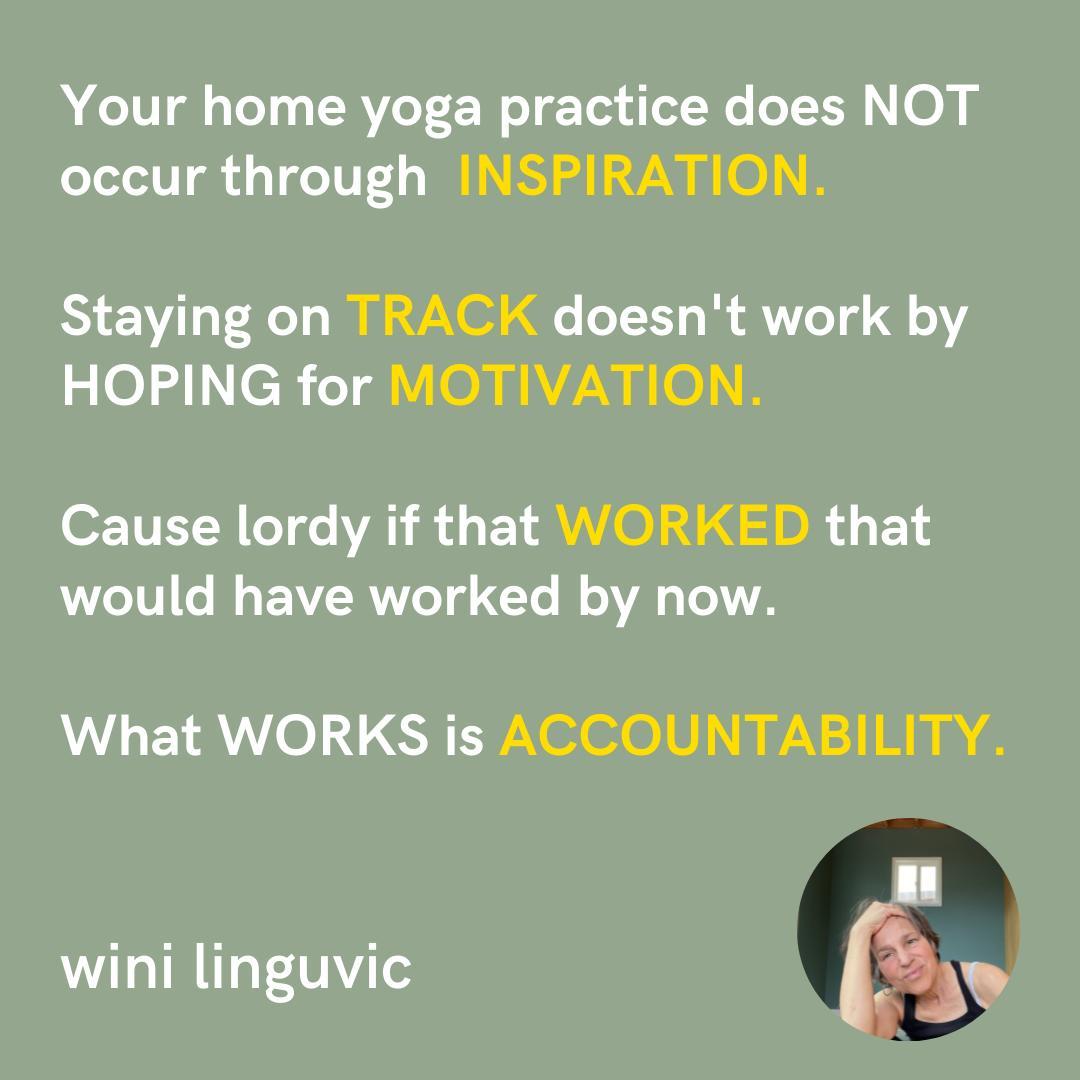 Your home yoga practice does NOT
occur through INSPIRATION.
Staying on TRACK doesn't work by
HOPING for MOTIVATION.
Cause lordy if that WORKED that
would have worked by now.
What WORKS is ACCOUNTABILITY.
wini linguvic